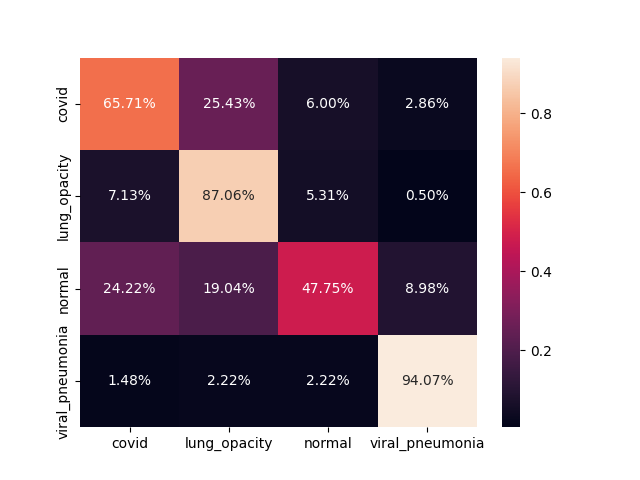 covid 65.71% 25.43% 6.00% 2.86%
lung_opacity 7.13% 87.06% 5.31% 0.50%
normal 24.22% 19.04% 47.75% 8.98%
viral_pneumonia 1.48% 2.22% 2.22% 94.07%
covid lung_opacity normal viral_pneumonia
0.8
0.6
0.4
0.2